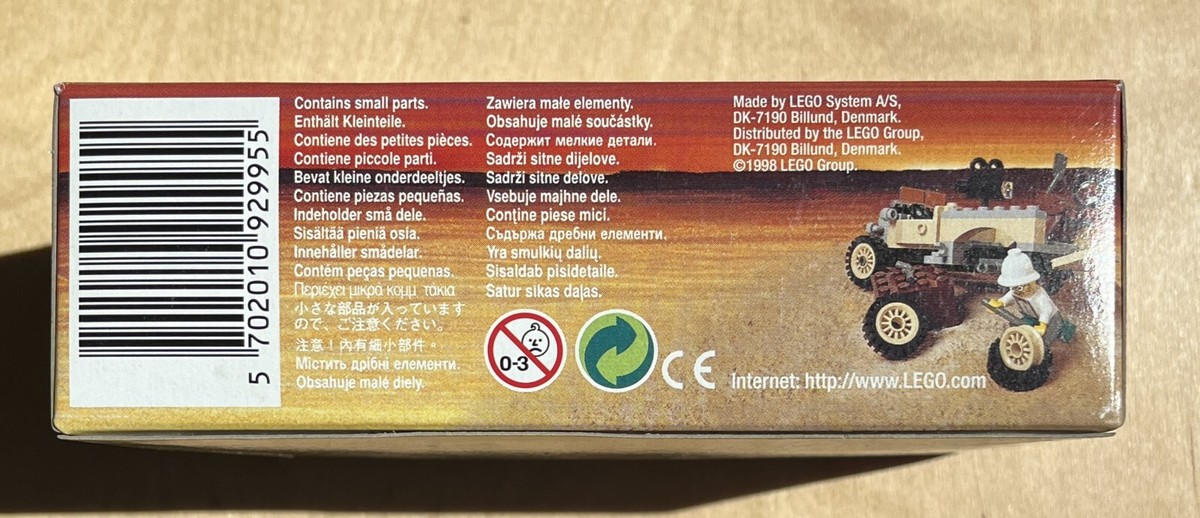 5 702010 929955
Contains small parts.
Enthält Kleinteile.
Contiene des petites pièces.
Contiene piccole parti.
Bevat kleine onderdeeltjes.
Contiene piezas pequeñas.
Indeholder små dele.
Sisältää pieniä osia.
Innehåller smådelar.
Contém peças pequenas.
Περιέχει μικρά κομμ τάκια
小さな部品が入っています
ので、ご注意ください。
注意！內有細小部件。
Містить дрібні елементи.
Obsahuje malé diely.
Zawiera małe elementy.
Obsahuje malé součástky.
Содержит мелкие детали.
Sadrži sitne dijelove.
Sadrži sitne delove.
Vsebuje majhne dele.
Conţine piese mici.
Съдържа дребни елементи.
Yra smulkių dalių.
Sisaldab pisidetaile.
Satur sīkas daļas.
0-3
CE
Made by LEGO System A/S,
DK-7190 Billund, Denmark.
Distributed by the LEGO Group,
DK-7190 Billund, Denmark.
©1998 LEGO Group.
Internet: http://www.LEGO.com